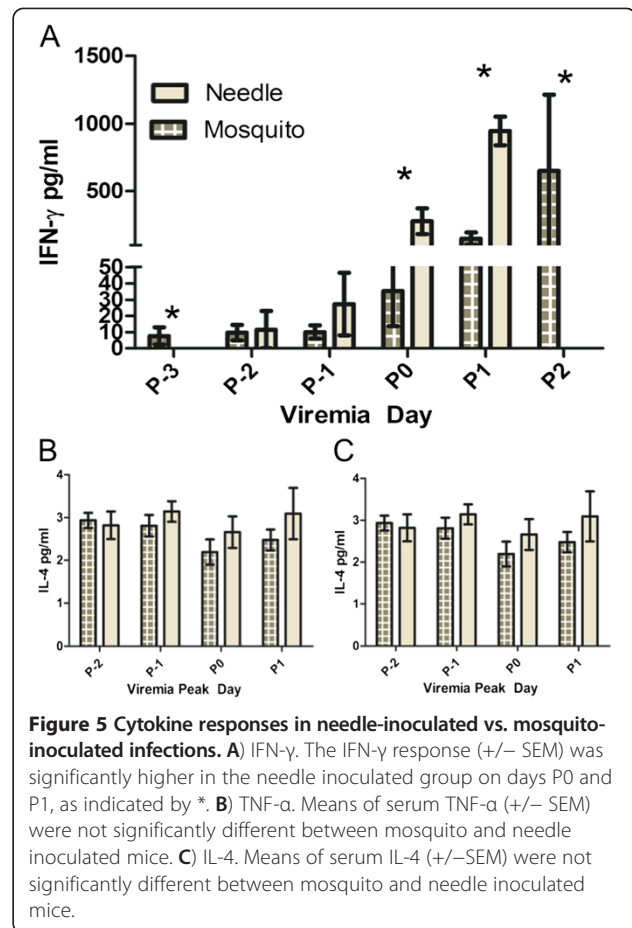 A
1500
1000
500
50
40
30
20
10
0
IFN-γ pg/ml
Needle
Mosquito
*
*
*
*
P-3
P-2
P-1
P0
P1
P2
Viremia Day
B
4
3
2
1
0
IL-4 pg/ml
P-2
P-1
P0
P1
Viremia Peak Day
C
4
3
2
1
0
IL-4 pg/ml
P-2
P-1
P0
P1
Viremia Peak Day
Figure 5 Cytokine responses in needle-inoculated vs. mosquito-
inoculated infections. A) IFN-γ. The IFN-γ response (+/− SEM) was
significantly higher in the needle inoculated group on days P0 and
P1, as indicated by *. B) TNF-α. Means of serum TNF-α (+/− SEM)
were not significantly different between mosquito and needle
inoculated mice. C) IL-4. Means of serum IL-4 (+/−SEM) were not
significantly different between mosquito and needle inoculated
mice.